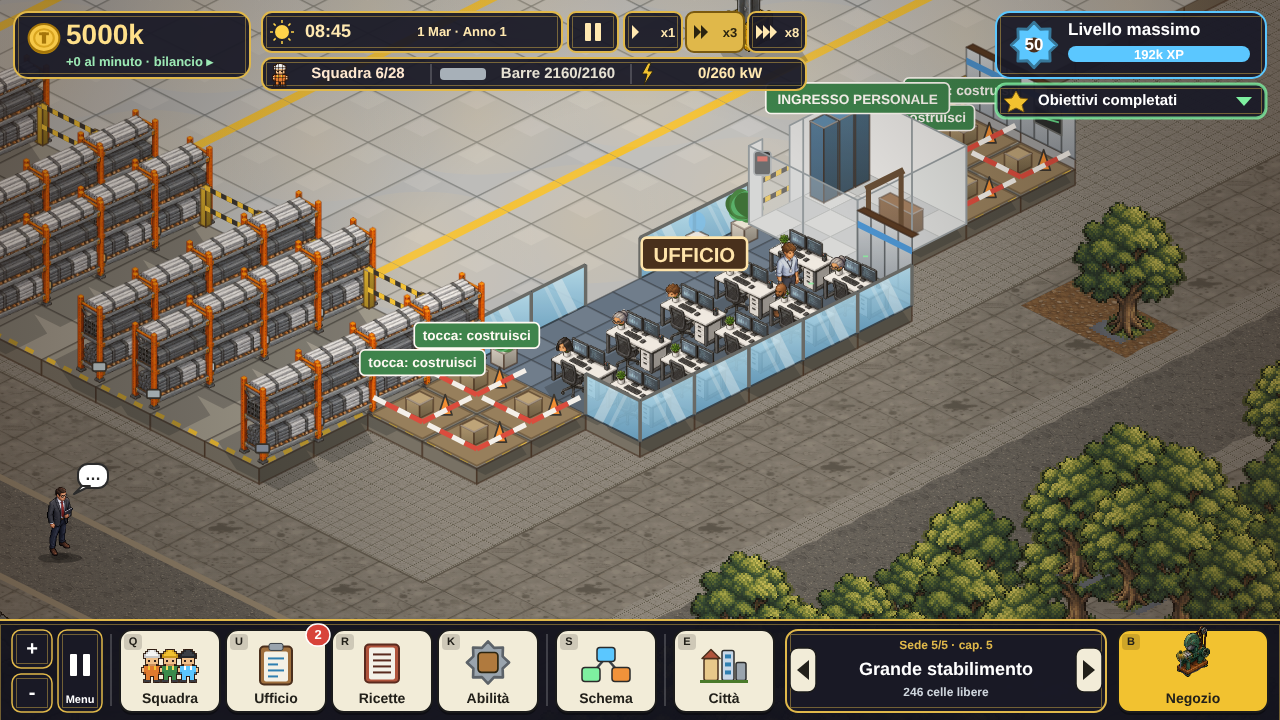 5000k
+0 al minuto · bilancio ▸
08:45
1 Mar · Anno 1
x1
x3
x8
Squadra 6/28
Barre 2160/2160
0/260 kW
50
Livello massimo
192k XP
Obiettivi completati
INGRESSO PERSONALE
UFFICIO
tocca: costruisci
tocca: costruisci
...
+
-
Menu
Q
Squadra
U
2
Ufficio
R
Ricette
K
Abilità
S
Schema
E
Città
Sede 5/5 · cap. 5
Grande stabilimento
246 celle libere
B
Negozio